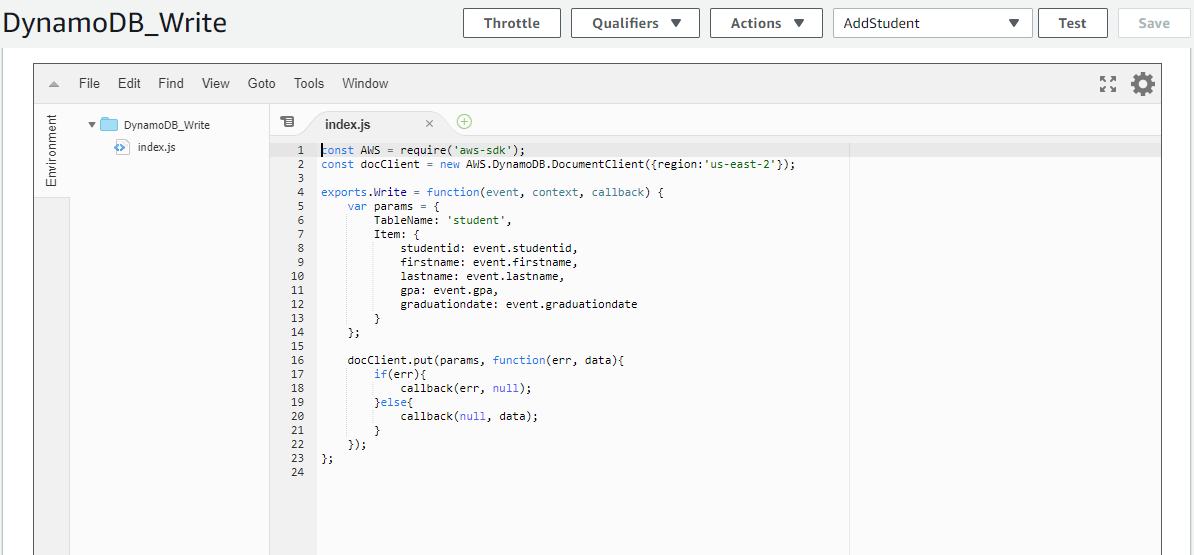 DynamoDB_Write
Throttle
Qualifiers
Actions
AddStudent
Test
Save
File Edit Find View Goto Tools Window
Environment
DynamoDB_Write
index.js
index.js
1 const AWS = require('aws-sdk');
2 const docClient = new AWS.DynamoDB.DocumentClient({region:'us-east-2'});
3
4 exports.Write = function(event, context, callback) {
5     var params = {
6         TableName: 'student',
7         Item: {
8             studentid: event.studentid,
9             firstname: event.firstname,
10             lastname: event.lastname,
11             gpa: event.gpa,
12             graduationdate: event.graduationdate
13         }
14     };
15
16     docClient.put(params, function(err, data){
17         if(err){
18             callback(err, null);
19         }else{
20             callback(null, data);
21         }
22     });
23 };
24